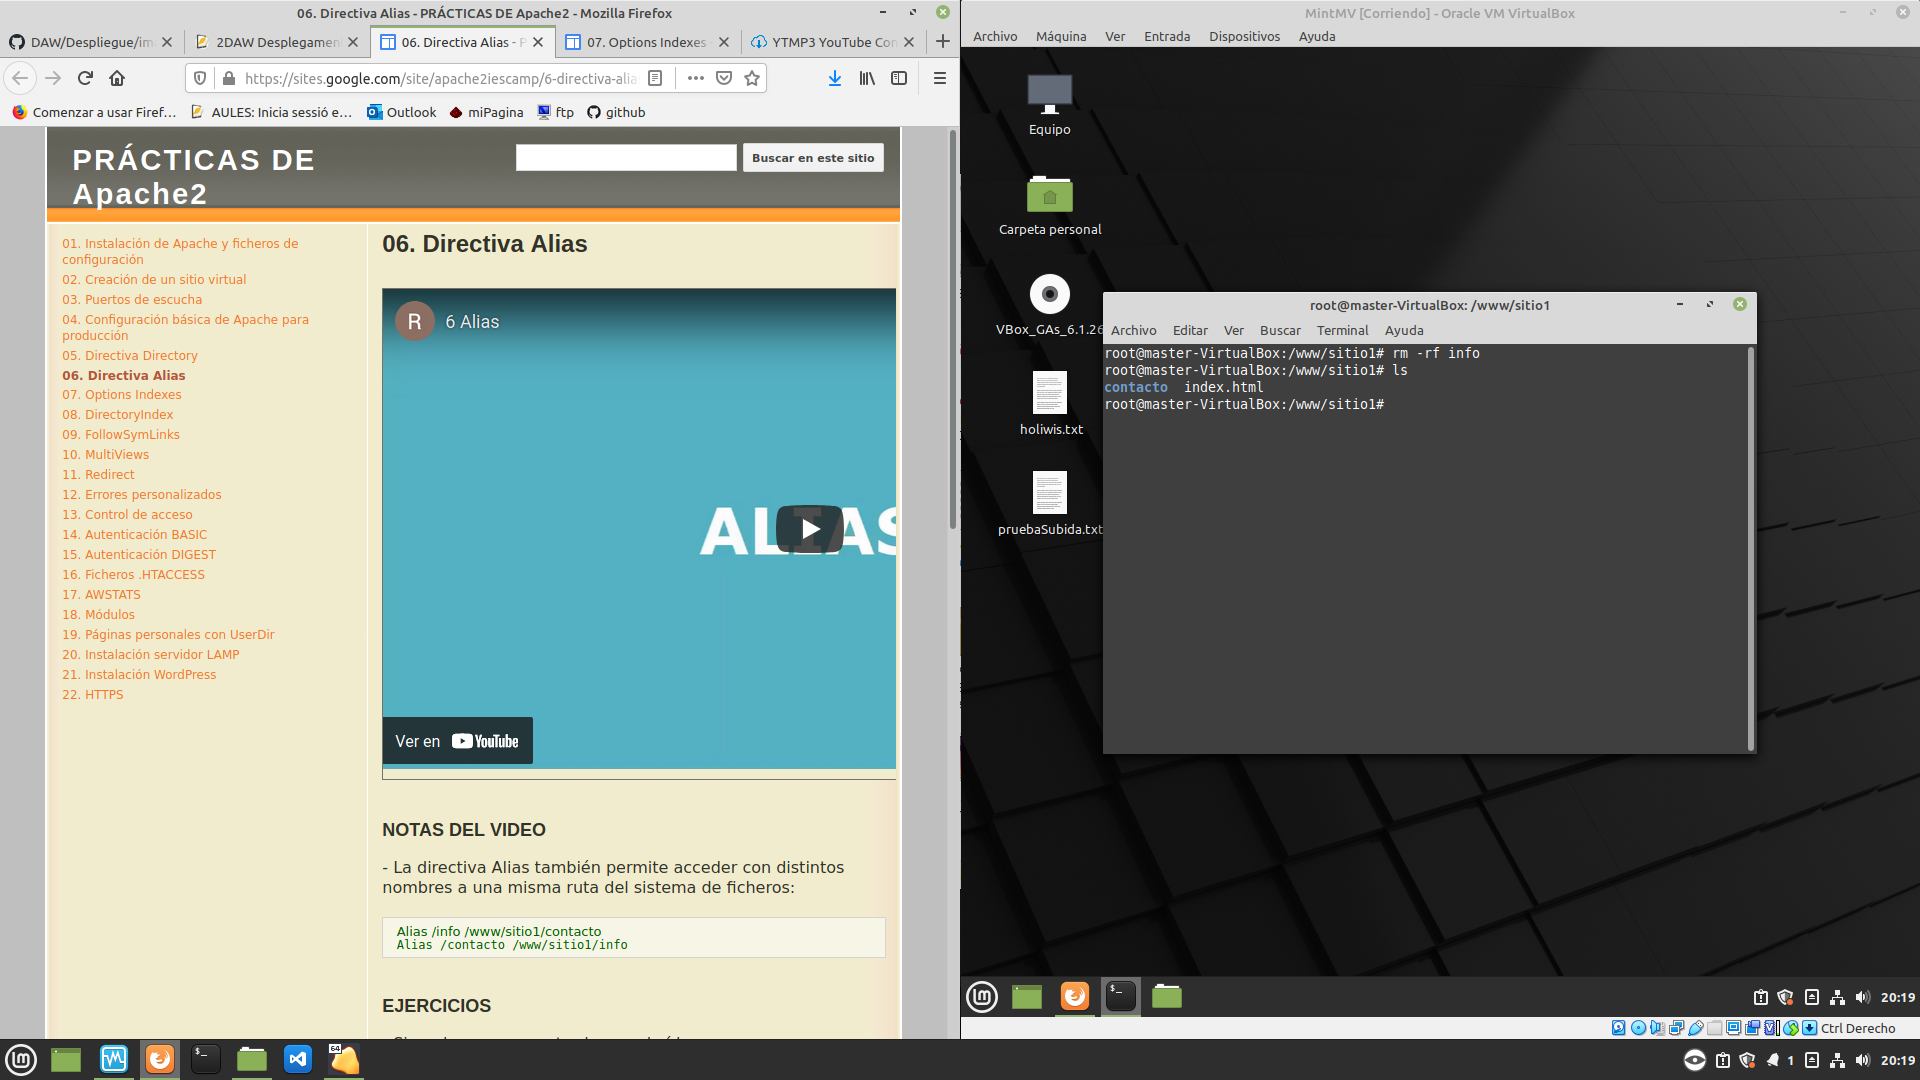 06. Directiva Alias - PRÁCTICAS DE Apache2 - Mozilla Firefox
DAW/Despliegue/im
2DAW Desplegamen
06. Directiva Alias - P
07. Options Indexes
YTMP3 YouTube Con
https://sites.google.com/site/apache2iescamp/6-directiva-alia
Comenzar a usar Firef...
AULES: Inicia sessió e...
Outlook
miPagina
ftp
github
PRÁCTICAS DE
Apache2
Buscar en este sitio
01. Instalación de Apache y ficheros de
configuración
02. Creación de un sitio virtual
03. Puertos de escucha
04. Configuración básica de Apache para
producción
05. Directiva Directory
06. Directiva Alias
07. Options Indexes
08. DirectoryIndex
09. FollowSymLinks
10. MultiViews
11. Redirect
12. Errores personalizados
13. Control de acceso
14. Autenticación BASIC
15. Autenticación DIGEST
16. Ficheros .HTACCESS
17. AWSTATS
18. Módulos
19. Páginas personales con UserDir
20. Instalación servidor LAMP
21. Instalación WordPress
22. HTTPS
06. Directiva Alias
R
6 Alias
ALIAS
Ver en YouTube
NOTAS DEL VIDEO
- La directiva Alias también permite acceder con distintos
nombres a una misma ruta del sistema de ficheros:
Alias /info /www/sitio1/contacto
Alias /contacto /www/sitio1/info
EJERCICIOS
MintMV [Corriendo] - Oracle VM VirtualBox
Archivo Máquina Ver Entrada Dispositivos Ayuda
Equipo
Carpeta personal
VBox_GAs_6.1.26
holiwis.txt
pruebaSubida.txt
root@master-VirtualBox: /www/sitio1
Archivo Editar Ver Buscar Terminal Ayuda
root@master-VirtualBox:/www/sitio1# rm -rf info
root@master-VirtualBox:/www/sitio1# ls
contacto index.html
root@master-VirtualBox:/www/sitio1#
20:19
Ctrl Derecho
64
1
20:19